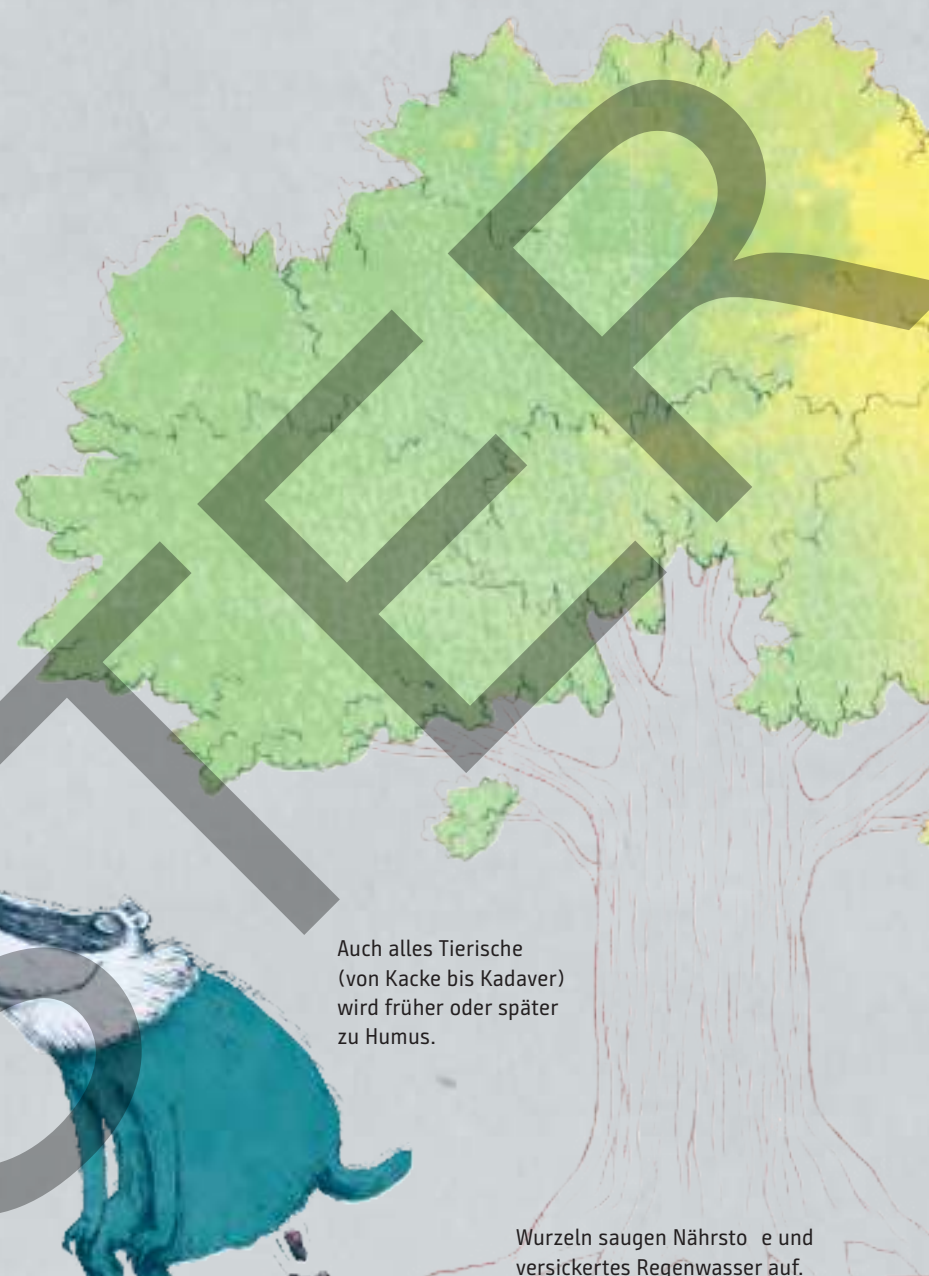 Auch alles Tierische
(von Kacke bis Kadaver)
wird früher oder später
zu Humus.
Wurzeln saugen Nährsto e und
versickertes Regenwasser auf.
OTER